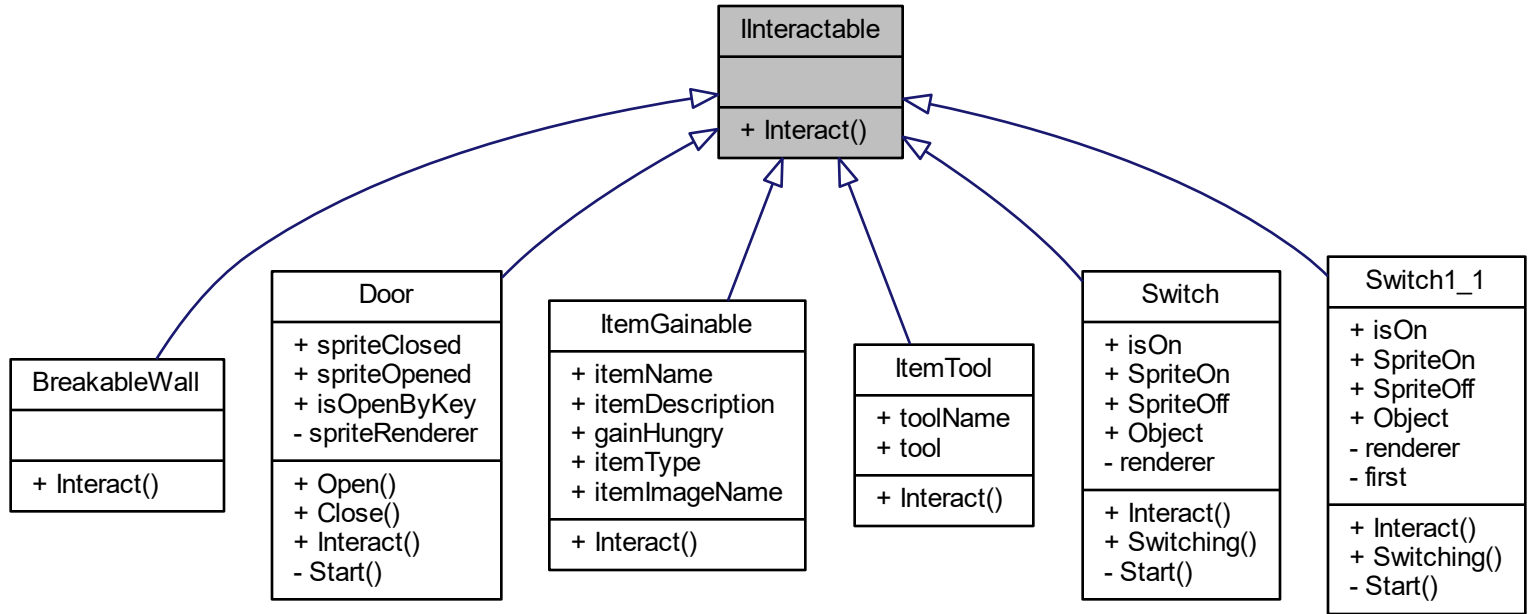 IInteractable
+ Interact()
BreakableWall
+ Interact()
Door
+ spriteClosed
+ spriteOpened
+ isOpenByKey
- spriteRenderer
+ Open()
+ Close()
+ Interact()
- Start()
ItemGainable
+ itemName
+ itemDescription
+ gainHungry
+ itemType
+ itemImageName
+ Interact()
ItemTool
+ toolName
+ tool
+ Interact()
Switch
+ isOn
+ SpriteOn
+ SpriteOff
+ Object
- renderer
+ Interact()
+ Switching()
- Start()
Switch1_1
+ isOn
+ SpriteOn
+ SpriteOff
+ Object
- renderer
- first
+ Interact()
+ Switching()
- Start()